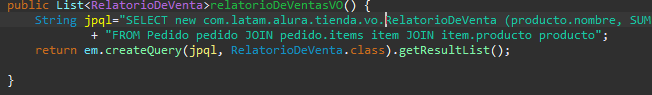 public List<RelatorioDeVenta>relatorioDeVentasVO() {
String jpql="SELECT new com.latam.alura.tienda.vo.RelatorioDeVenta (producto.nombre, SUM
+ "FROM Pedido pedido JOIN pedido.items item JOIN item.producto producto";
return em.createQuery(jpql, RelatorioDeVenta.class).getResultList();
}